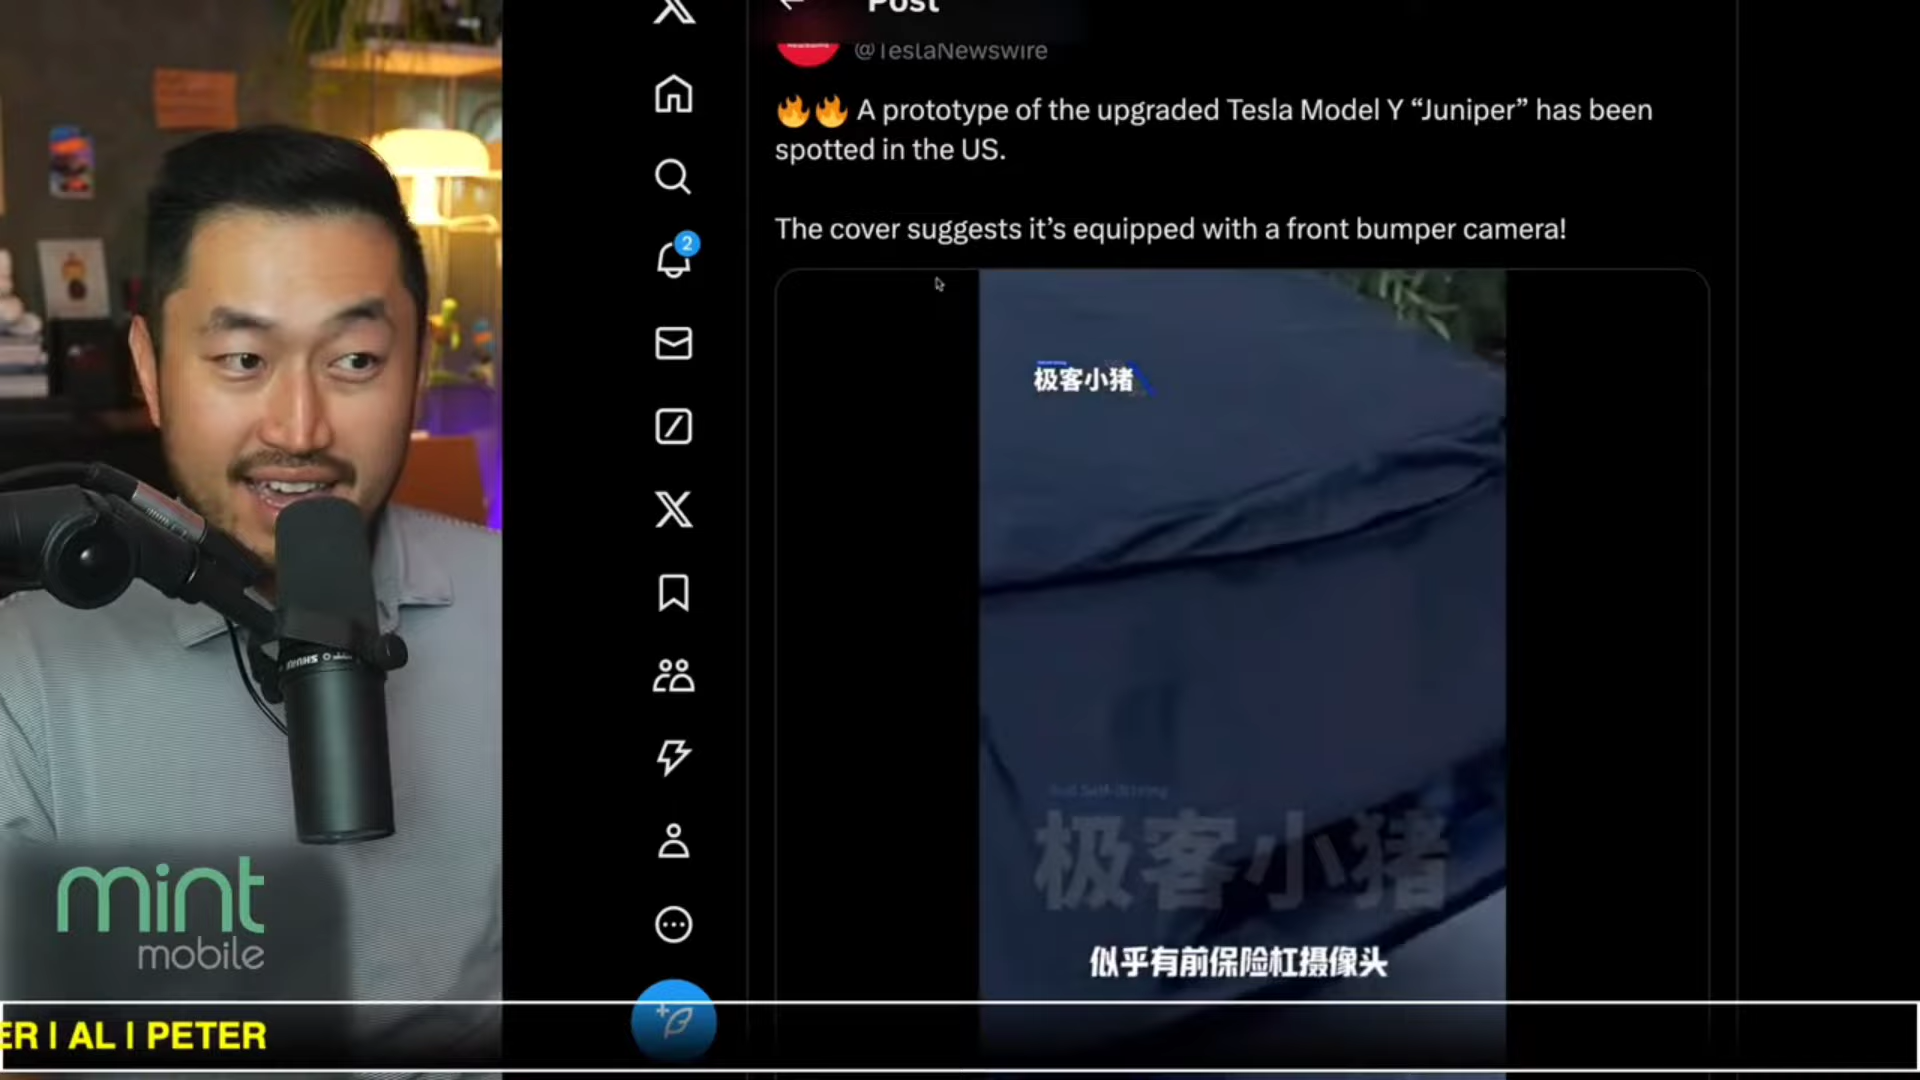 Post
@TeslaNewswire
🔥🔥 A prototype of the upgraded Tesla Model Y “Juniper” has been
spotted in the US.
The cover suggests it’s equipped with a front bumper camera!
2
极客小猪
极客小猪
似乎有前保险杠摄像头
SHURE
mint
mobile
ER | AL | PETER